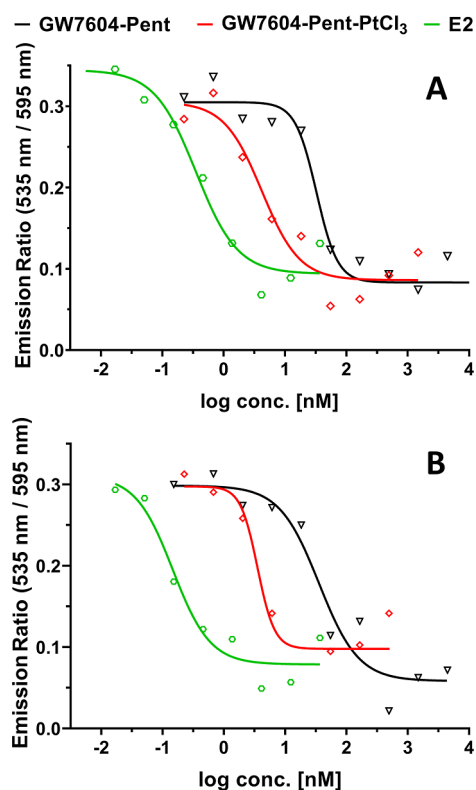 GW7604-Pent GW7604-Pent-PtCl₃ E2
A
Emission Ratio (535 nm / 595 nm)
0.3
0.2
0.1
0.0
-2 -1 0 1 2 3 4
log conc. [nM]
B
Emission Ratio (535 nm / 595 nm)
0.3
0.2
0.1
0.0
-2 -1 0 1 2 3 4
log conc. [nM]